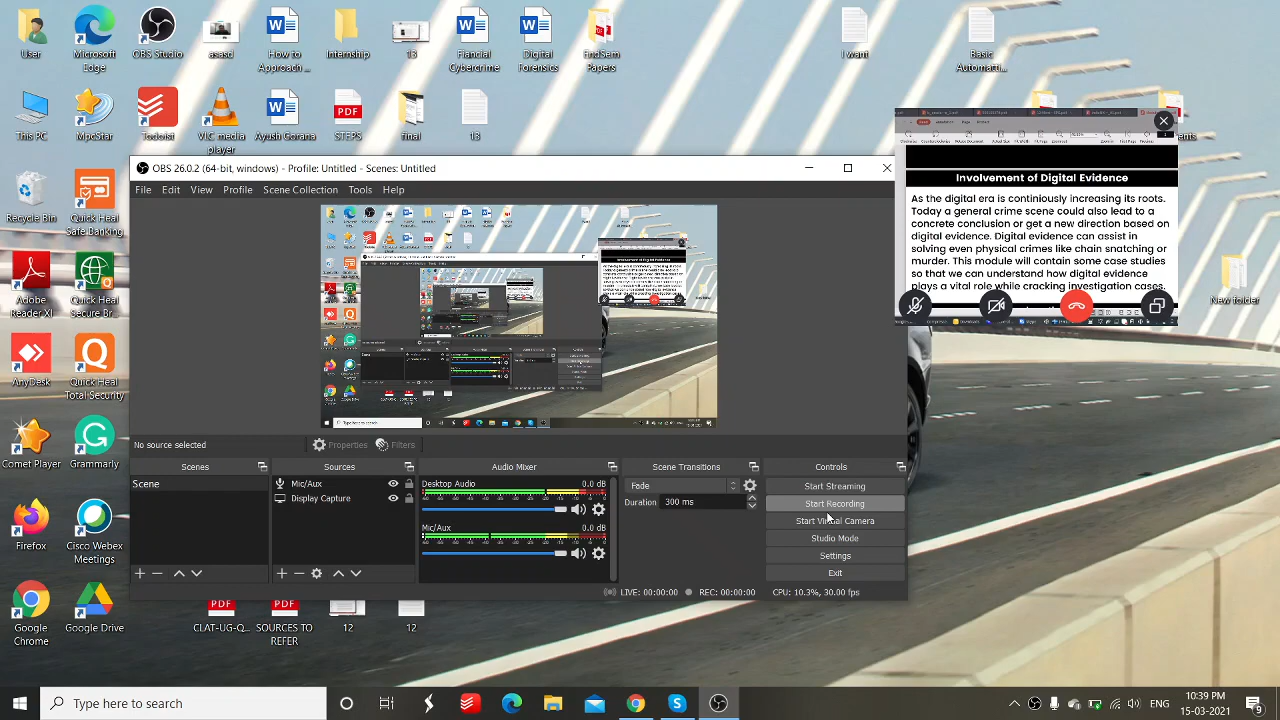 User
Microsoft
Edge
OBS Studio
asasd
How to
Approach ...
Internship
Fiancial
Cybercrime
Digital
Forensics
EndSem
Papers
I want
Basic
Automatti...
This PC
MpcStar
Todoist
VLC media
player
STEPS
final
Recycle Bin
Quick Heal
Safe Banking
Adobe
Reader XI
Quick Heal
Secure Br...
AnyDesk
Quick Heal
Total Security
Comet Player
Grammarly
Firefox
Cisco Webex
Meetings
Google
Chrome
Google Drive
CLAT-UG-Q...
SOURCES TO
REFER
12
12
New folder
OBS 26.0.2 (64-bit, windows) - Profile: Untitled - Scenes: Untitled
File Edit View Profile Scene Collection Tools Help
No source selected
Properties
Filters
Scenes
Sources
Audio Mixer
Scene Transitions
Controls
Scene
Mic/Aux
Display Capture
Desktop Audio 0.0 dB
Mic/Aux 0.0 dB
Fade
Duration 300 ms
Start Streaming
Start Recording
Start Virtual Camera
Studio Mode
Settings
Exit
LIVE: 00:00:00
REC: 00:00:00
CPU: 10.3%, 30.00 fps
Involvement of Digital Evidence
As the digital era is continiously increasing its roots.
Today a general crime scene could also lead to a
concrete conclusion or get a new direction based on
digital evidence. Digital evidence can assist in
solving even physical crimes like chain snatching or
murder. This module will contain some case studies
so that we can understand how digital evidence
plays a vital role while cracking investigation cases.
Type here to search
ENG
10:39 PM
15-03-2021
9